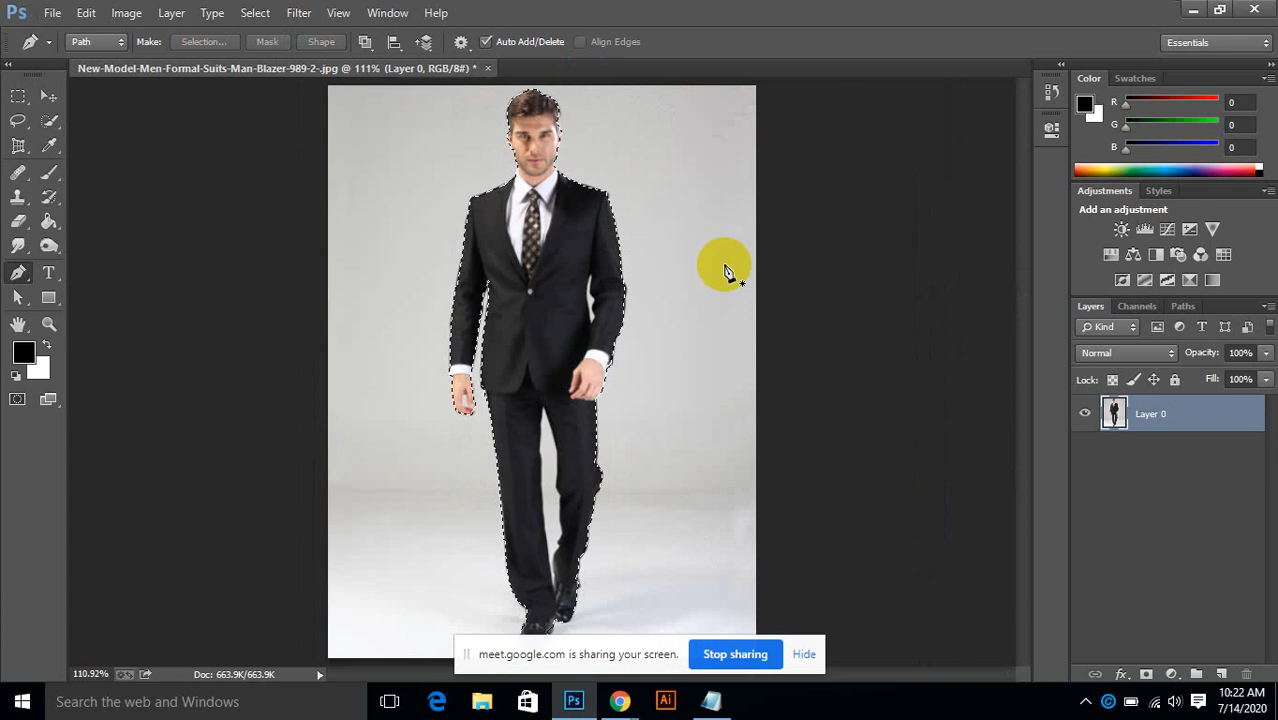 Ps File Edit Image Layer Type Select Filter View Window Help
Path Make: Selection... Mask Shape Auto Add/Delete Align Edges Essentials
New-Model-Men-Formal-Suits-Man-Blazer-989-2-.jpg @ 111% (Layer 0, RGB/8#) * ×
Color Swatches
R 0
G 0
B 0
Adjustments Styles
Add an adjustment
Layers Channels Paths
Kind
Normal Opacity: 100%
Lock: Fill: 100%
Layer 0
T
meet.google.com is sharing your screen. Stop sharing Hide
110.92% Doc: 663.9K/663.9K fx
Search the web and Windows
Ps Ai
10:22 AM
7/14/2020